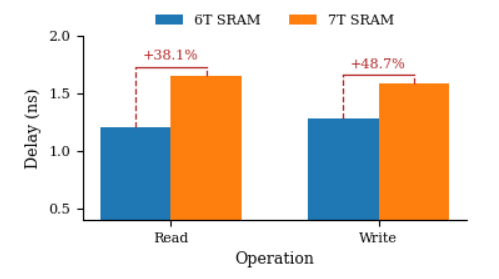 6T SRAM 7T SRAM
2.0
+38.1%
+48.7%
1.5
1.0
0.5
Delay (ns)
Read Write
Operation